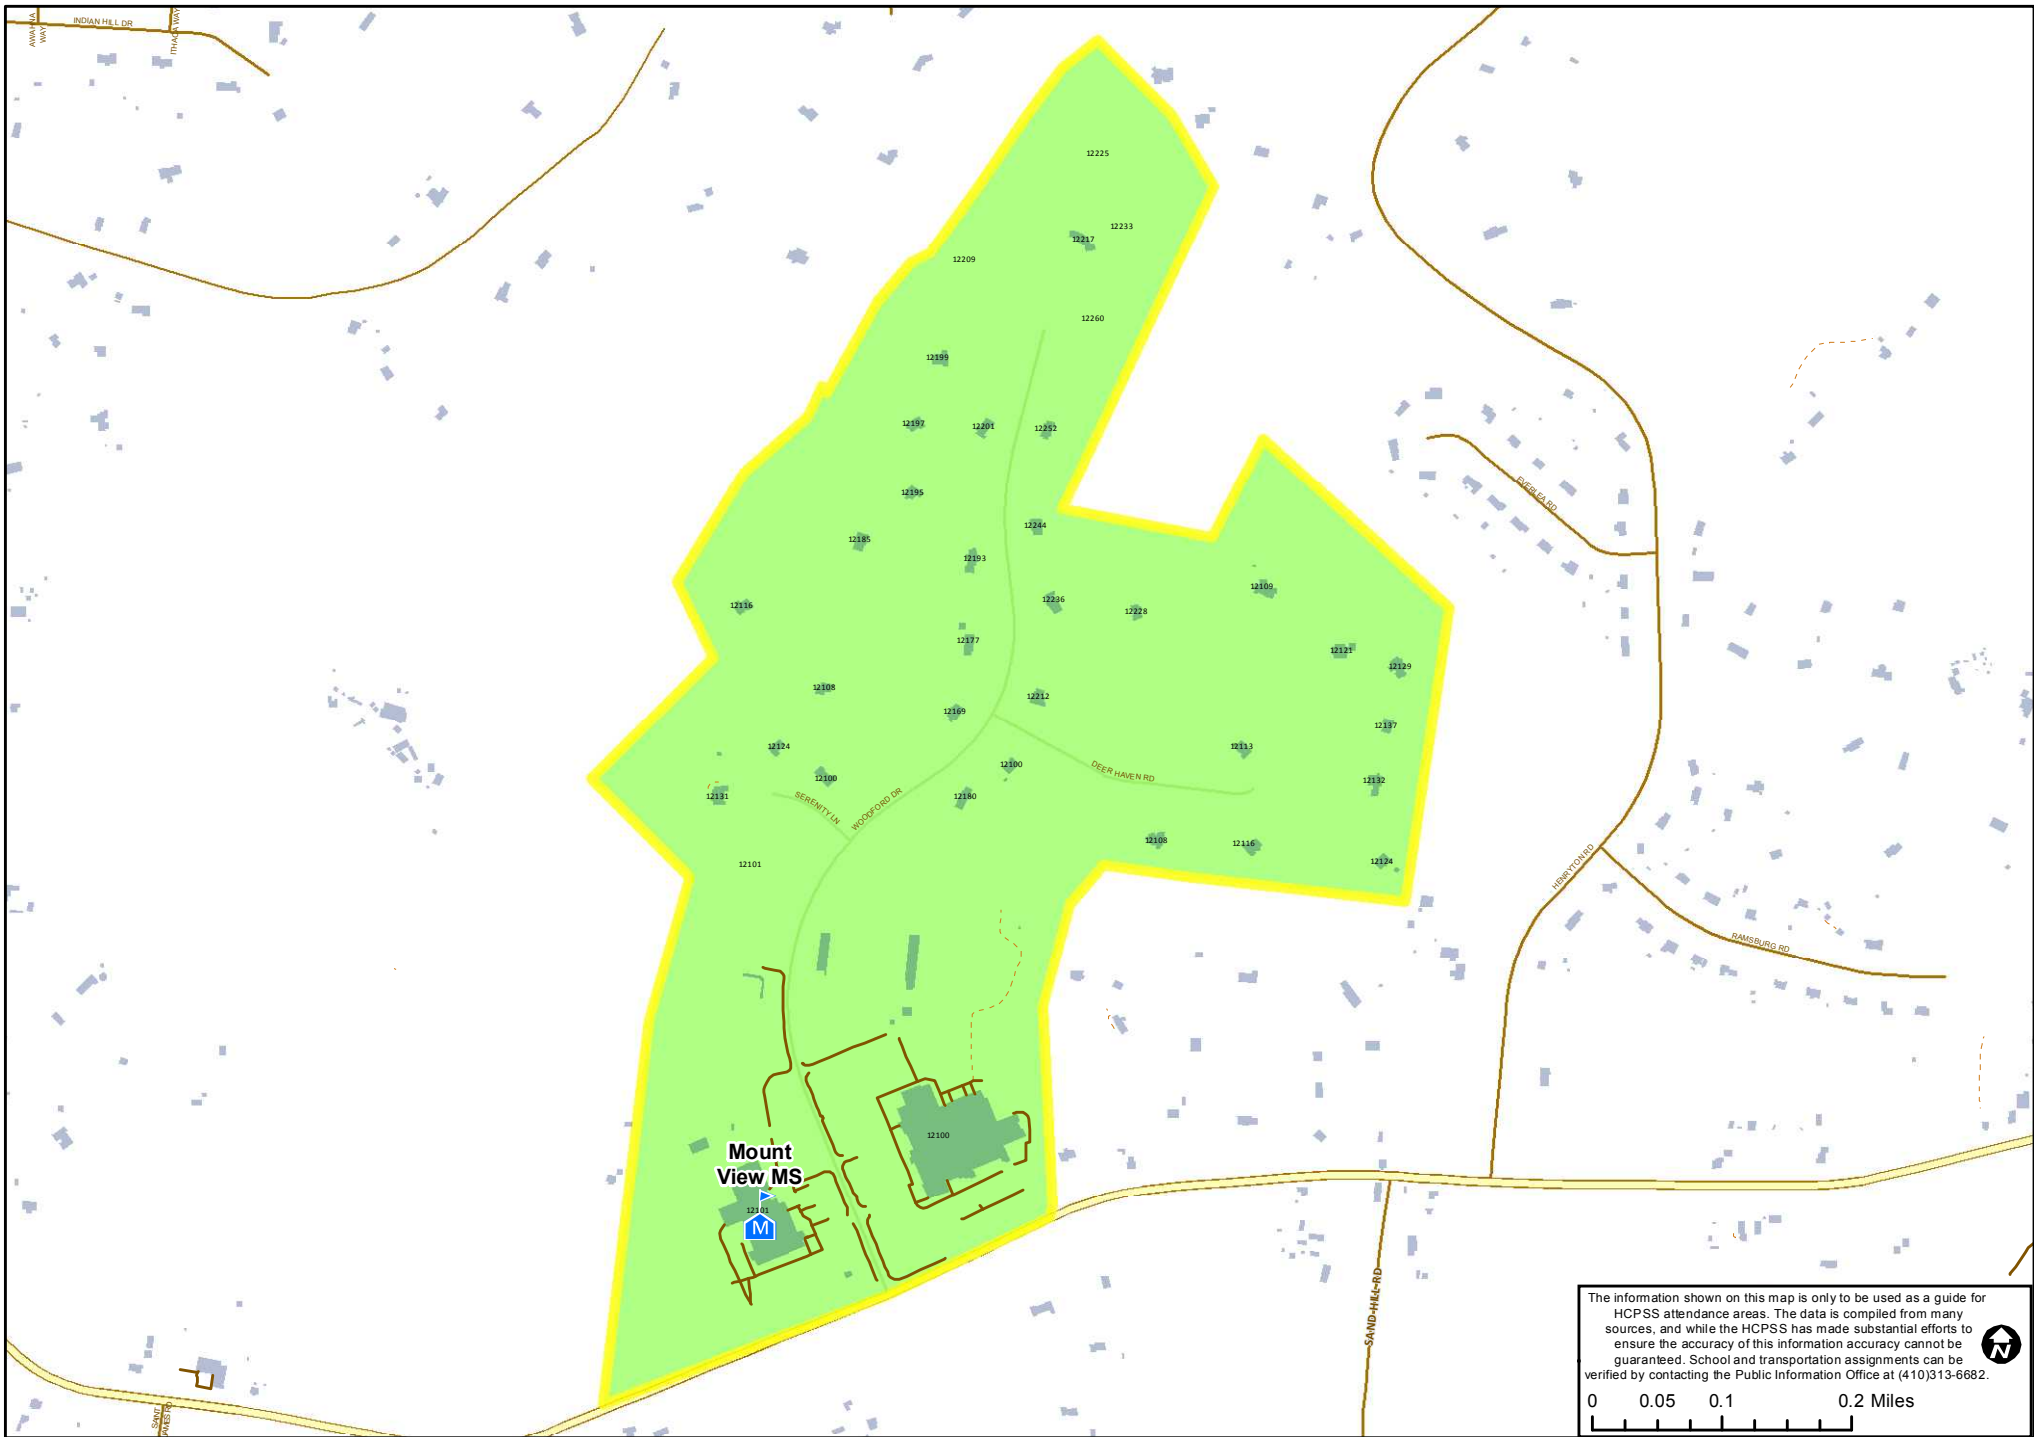 INDIAN HILL DR
AWAHNA
WAY
ITHACA WAY
12225
12233
12217
12209
12260
12199
12197
12201
12252
12195
12244
12185
12193
12109
12116
12236
12228
12177
12121
12129
12108
12212
12169
12137
12124
12113
12100
12100
12132
12131
12180
DEER HAVEN RD
SERENITY LN
WOODFORD DR
12108
12116
12124
12101
EVERLEA RD
HENRYTON RD
RAMSBURG RD
12100
Mount
View MS
12101
M
SAND HILL RD
SAINT
JAMES RD
The information shown on this map is only to be used as a guide for
HCPSS attendance areas. The data is compiled from many
sources, and while the HCPSS has made substantial efforts to
ensure the accuracy of this information accuracy cannot be
guaranteed. School and transportation assignments can be
verified by contacting the Public Information Office at (410)313-6682.
N
0 0.05 0.1 0.2 Miles